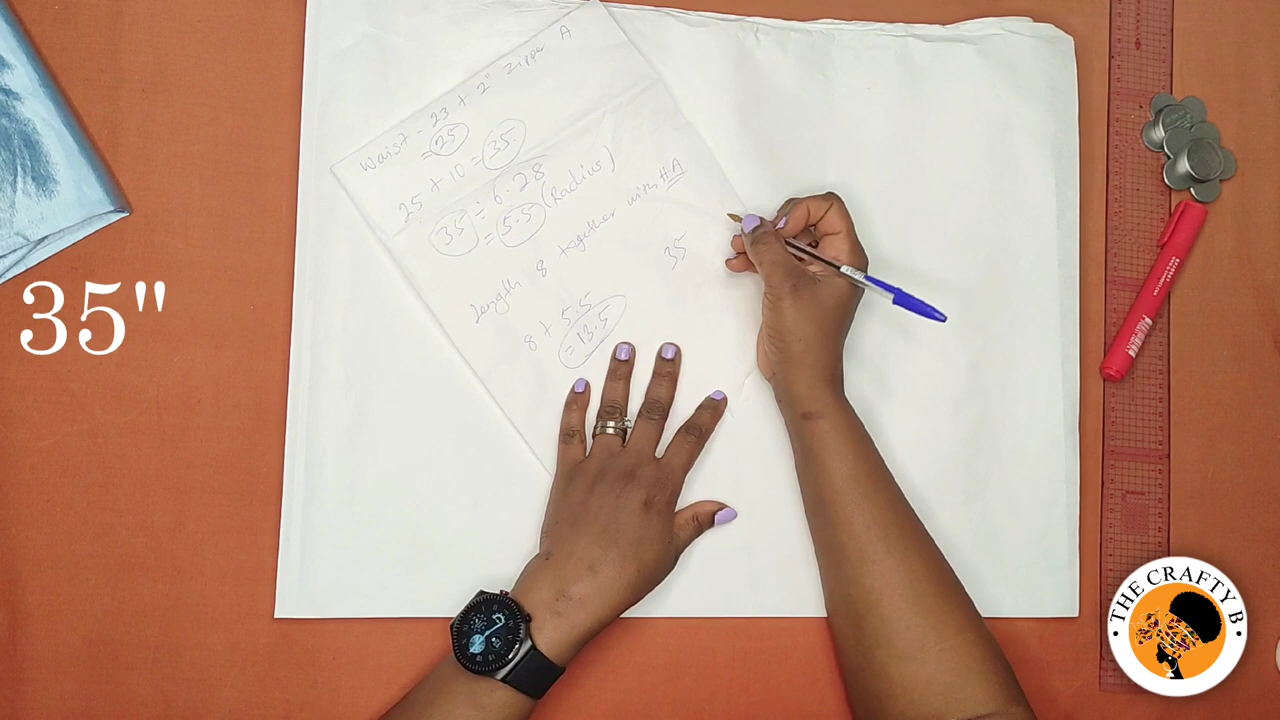 Waist - 23 + 2" Zipper A
= 25
25 + 10 = 35
35 ÷ 6.28
= 5.5 (Radius)
Length 8 together with HA
8 + 5.5
= 13.5
35
35"
THE CRAFTY B